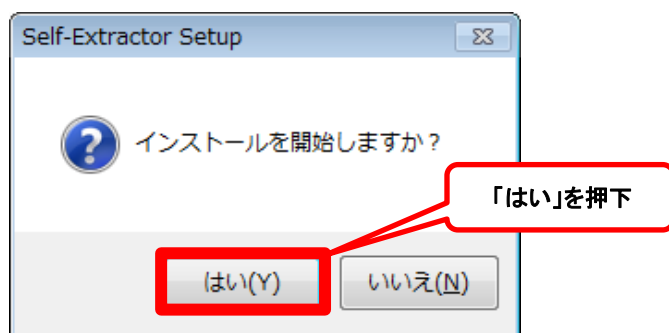 Self-Extractor Setup
インストールを開始しますか？
「はい」を押下
はい(Y)
いいえ(N)